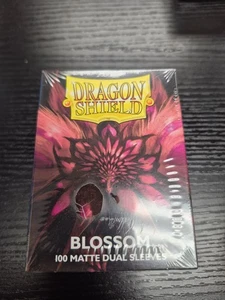 DRAGON
SHIELD
BLOSSOM
100 MATTE DUAL SLEEVES